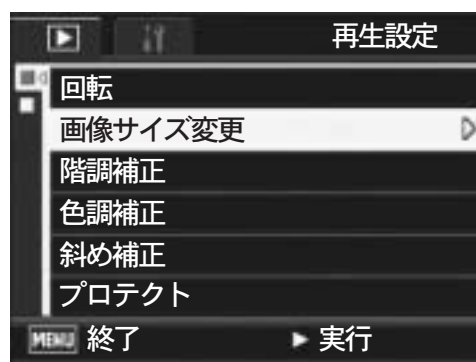 再生設定
回転
画像サイズ変更
階調補正
色調補正
斜め補正
プロテクト
MENU 終了 ► 実行